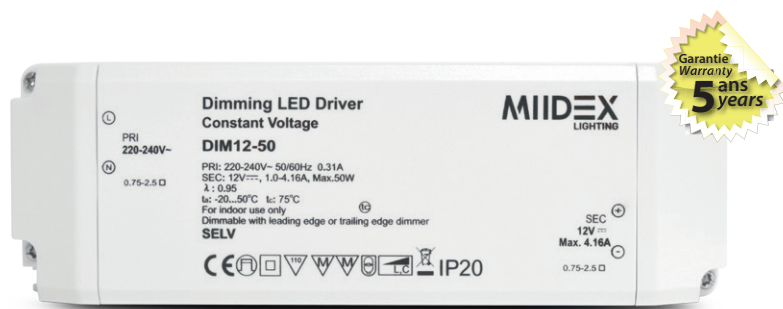 Garantie
Warranty
5 ans
years
MIIDEX
LIGHTING
Dimming LED Driver
Constant Voltage
DIM12-50
PRI: 220-240V~ 50/60Hz 0.31A
SEC: 12V⎓, 1.0-4.16A, Max.50W
λ : 0.95
ta: -20...50°C tc: 75°C
For indoor use only
Dimmable with leading edge or trailing edge dimmer
SELV
L
PRI
220-240V~
N
0.75-2.5
tc
SEC
12V⎓
Max. 4.16A
+
-
0.75-2.5
CE 110 M M L,C IP20